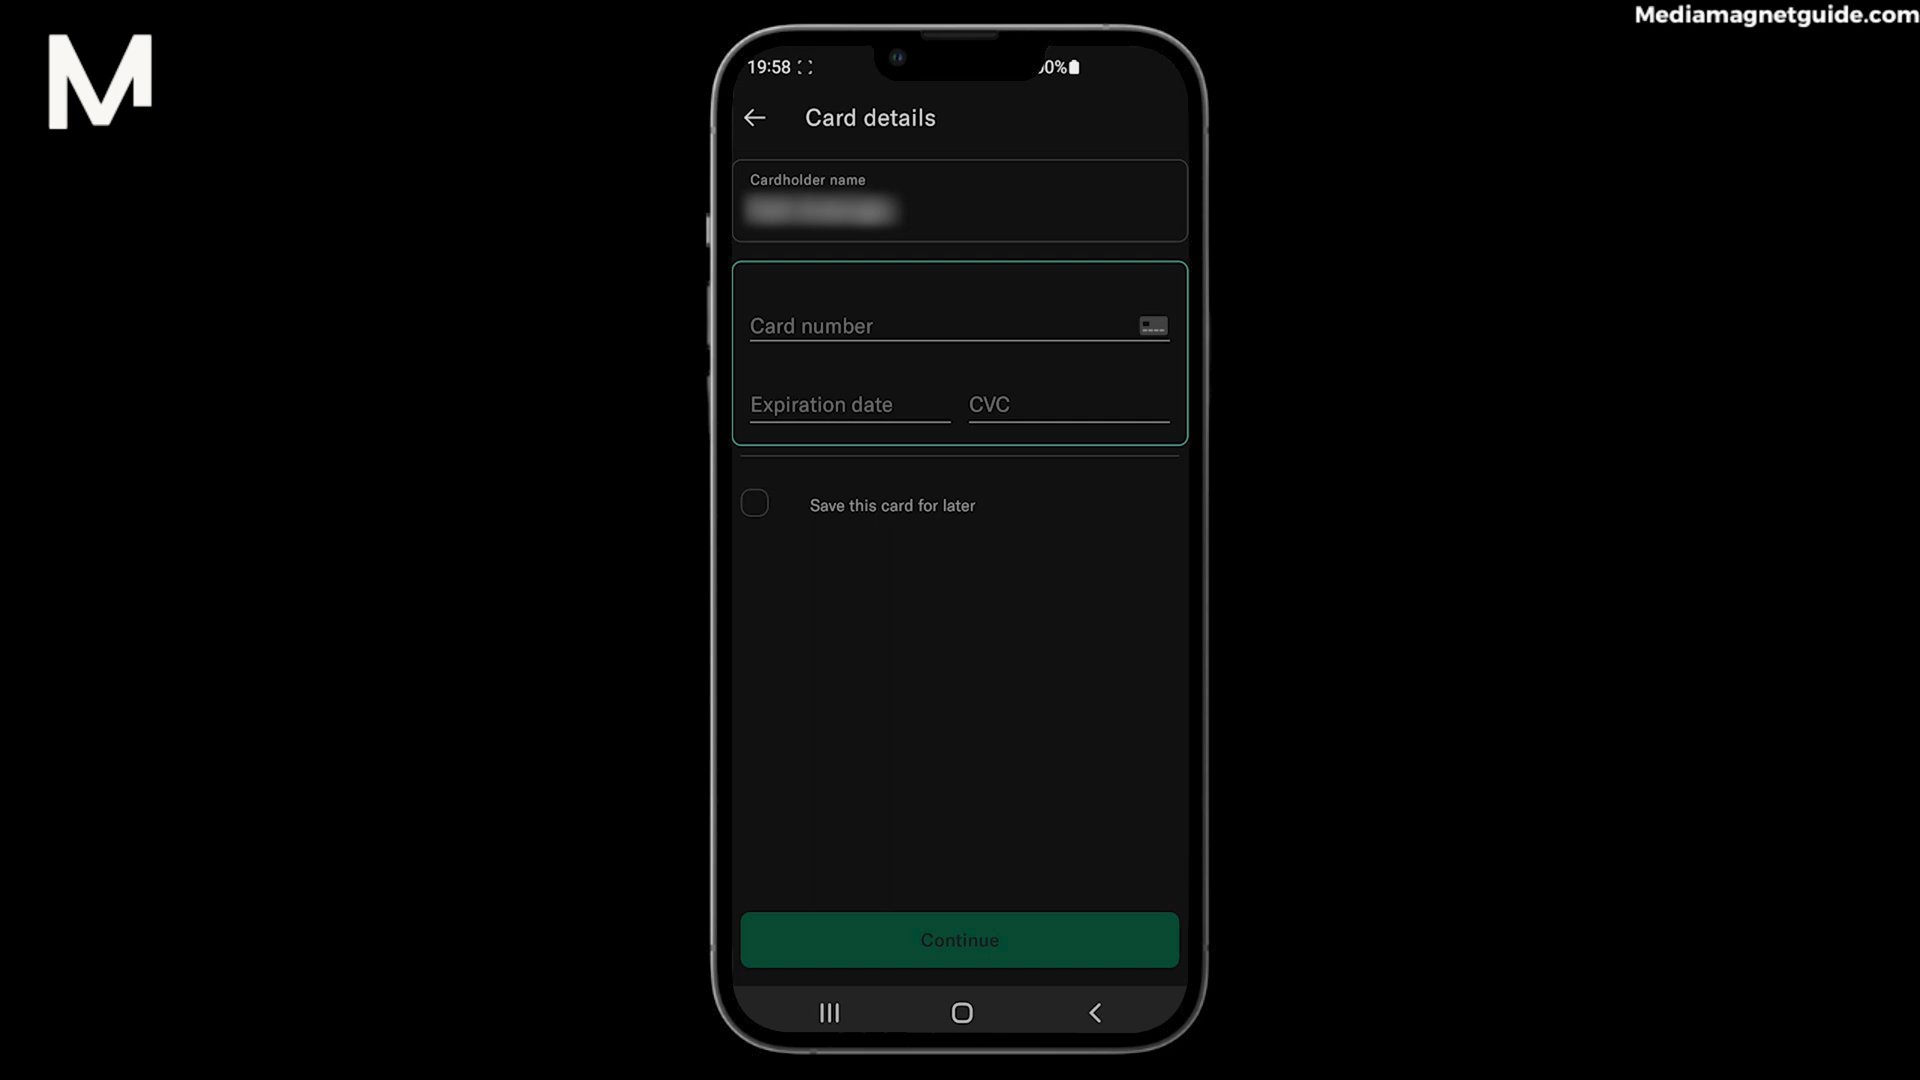 Mediamagnetguide.com
M
19:58
Card details
Cardholder name
Card number
Expiration date
CVC
Save this card for later
Continue